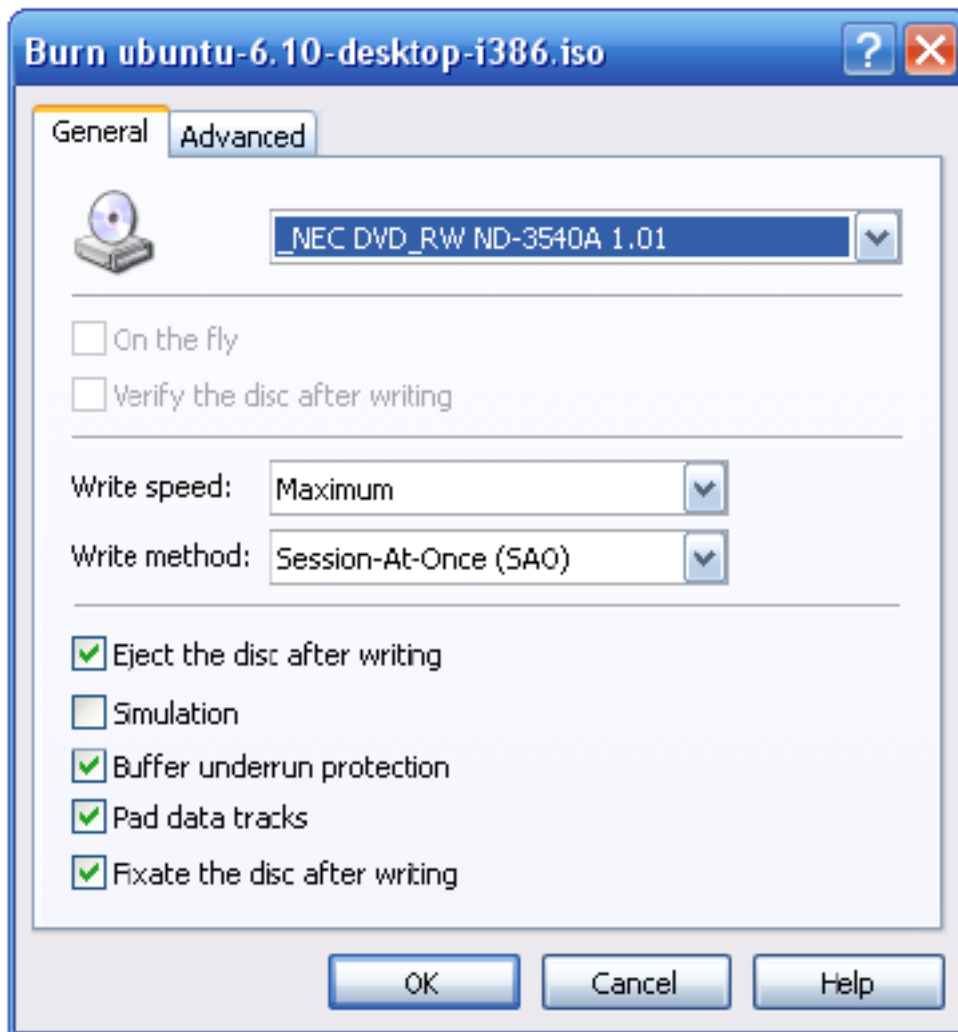 Burn ubuntu-6.10-desktop-i386.iso
General
Advanced
_NEC DVD_RW ND-3540A 1.01
On the fly
Verify the disc after writing
Write speed:
Maximum
Write method:
Session-At-Once (SAO)
Eject the disc after writing
Simulation
Buffer underrun protection
Pad data tracks
Fixate the disc after writing
OK
Cancel
Help